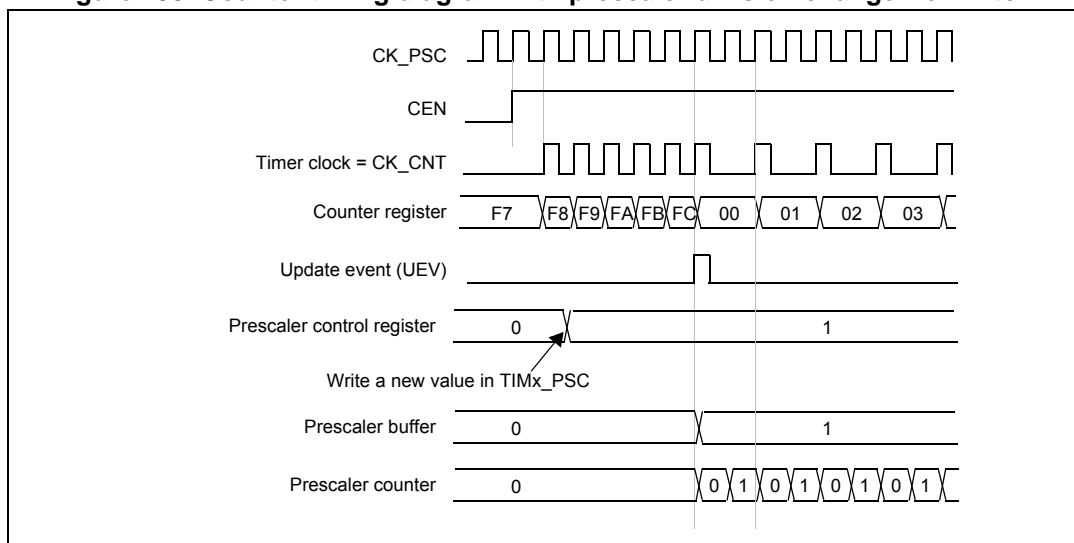 CK_PSC
CEN
Timer clock = CK_CNT
Counter register F7 F8 F9 FA FB FC 00 01 02 03
Update event (UEV)
Prescaler control register 0 1
Write a new value in TIMx_PSC
Prescaler buffer 0 1
Prescaler counter 0 0 1 0 1 0 1 0 1